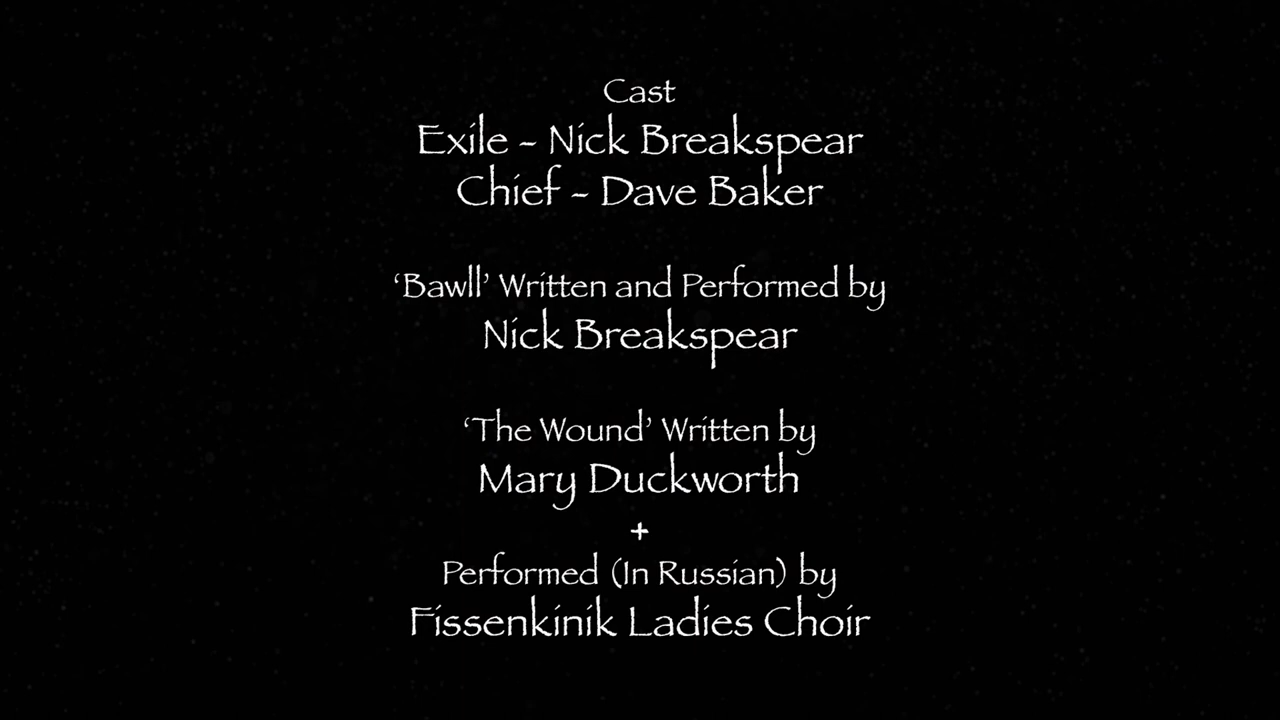 Cast
Exile - Nick Breakspear
Chief - Dave Baker
‘Bawll’ Written and Performed by
Nick Breakspear
‘The Wound’ Written by
Mary Duckworth
+
Performed (In Russian) by
Fissenkinik Ladies Choir